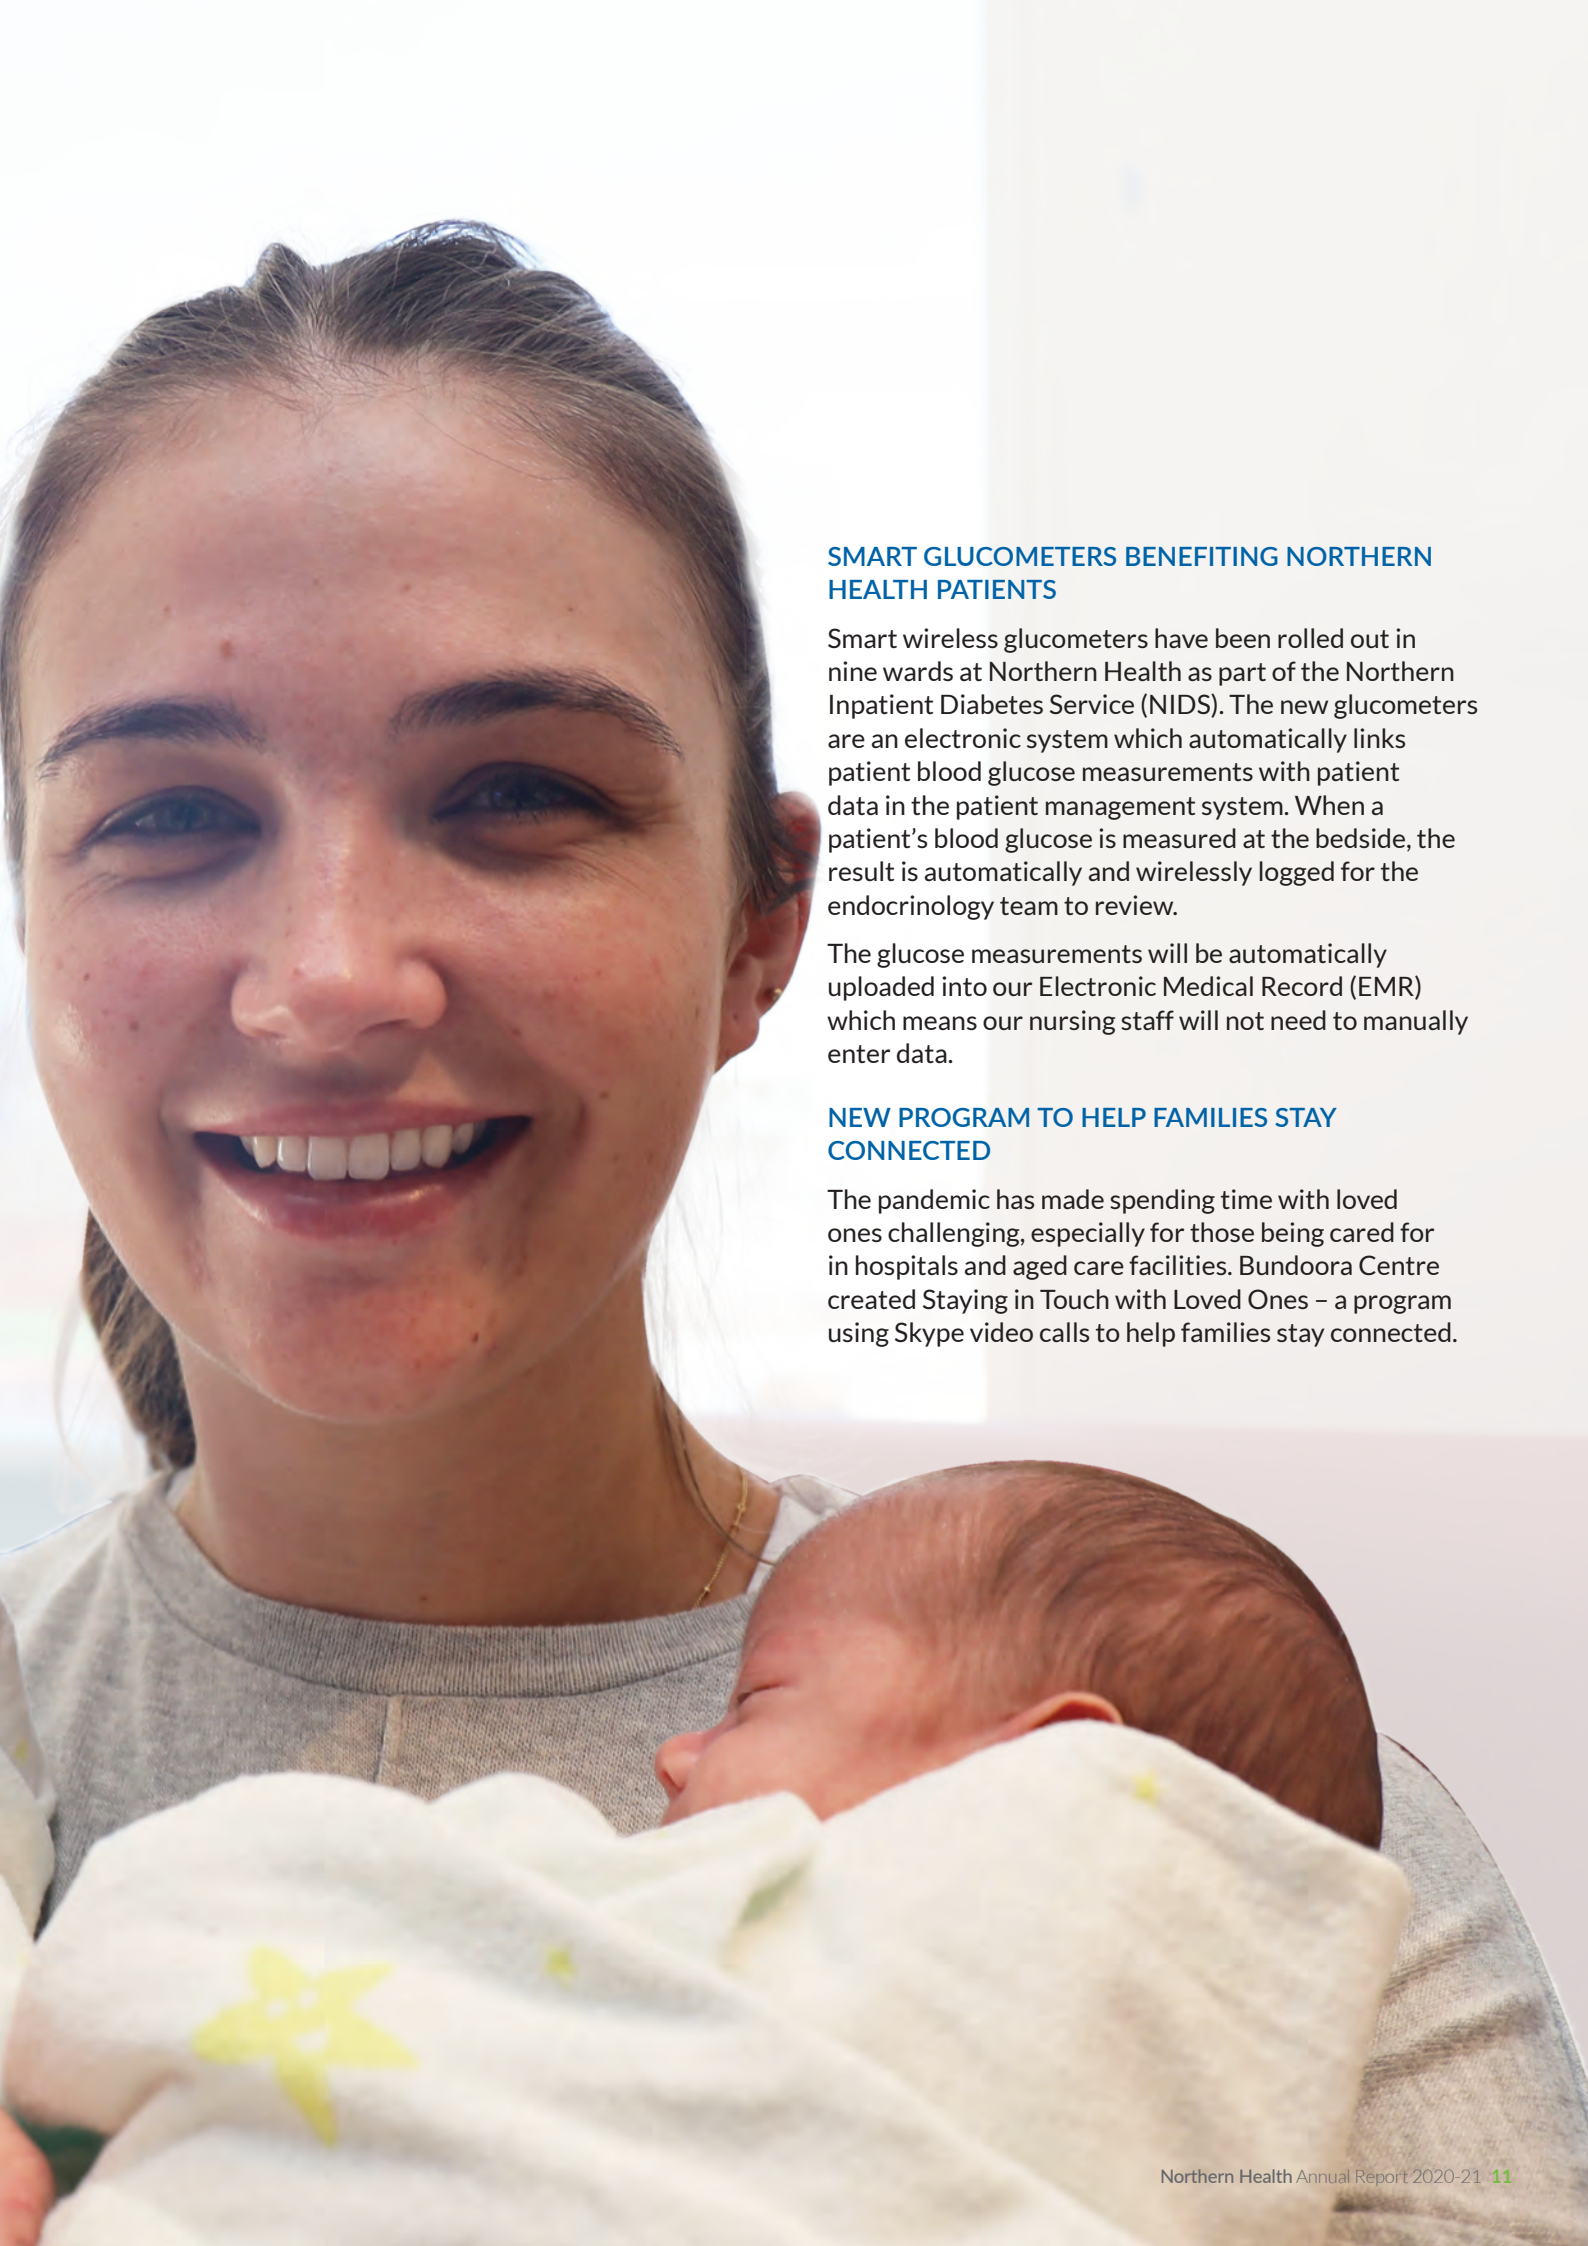 SMART GLUCOMETERS BENEFITING NORTHERN
HEALTH PATIENTS
Smart wireless glucometers have been rolled out in
nine wards at Northern Health as part of the Northern
Inpatient Diabetes Service (NIDS). The new glucometers
are an electronic system which automatically links
patient blood glucose measurements with patient
data in the patient management system. When a
patient’s blood glucose is measured at the bedside, the
result is automatically and wirelessly logged for the
endocrinology team to review.
The glucose measurements will be automatically
uploaded into our Electronic Medical Record (EMR)
which means our nursing staff will not need to manually
enter data.
NEW PROGRAM TO HELP FAMILIES STAY
CONNECTED
The pandemic has made spending time with loved
ones challenging, especially for those being cared for
in hospitals and aged care facilities. Bundoora Centre
created Staying in Touch with Loved Ones – a program
using Skype video calls to help families stay connected.
Northern Health Annual Report 2020-21 11